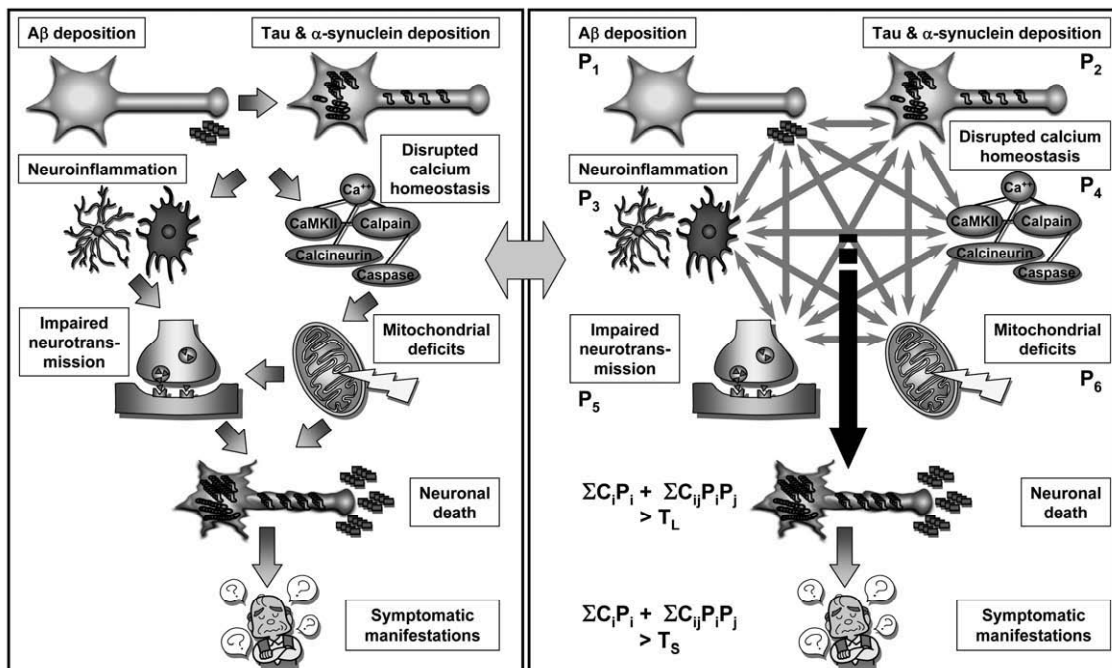 Aβ deposition
Tau & α-synuclein deposition
Neuroinflammation
Disrupted
calcium
homeostasis
Ca⁺⁺
CaMKII
Calpain
Calcineurin
Caspase
Impaired
neurotrans-
mission
Mitochondrial
deficits
Neuronal
death
? ? ? ?
Symptomatic
manifestations
Aβ deposition
P₁
Tau & α-synuclein deposition
P₂
Neuroinflammation
P₃
Disrupted calcium
homeostasis
P₄
Ca⁺⁺
CaMKII
Calpain
Calcineurin
Caspase
Impaired
neurotrans-
mission
P₅
Mitochondrial
deficits
P₆
ΣCᵢPᵢ + ΣCᵢⱼPᵢPⱼ
> T_L
Neuronal
death
ΣCᵢPᵢ + ΣCᵢⱼPᵢPⱼ
> T_S
? ? ? ?
Symptomatic
manifestations